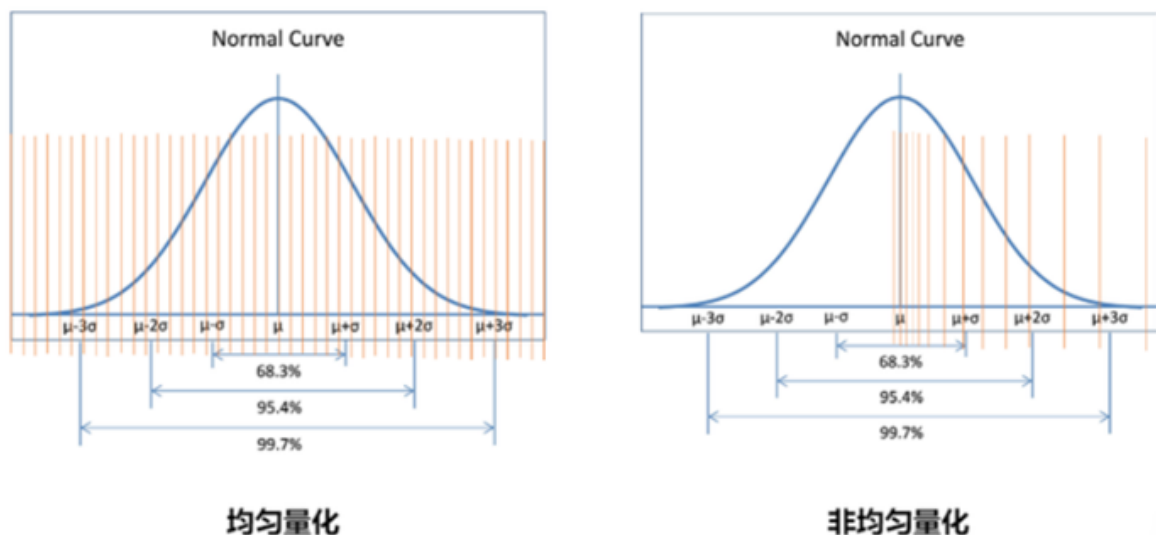 Normal Curve
μ-3σ μ-2σ μ-σ μ μ+σ μ+2σ μ+3σ
68.3%
95.4%
99.7%
均匀量化
Normal Curve
μ-3σ μ-2σ μ-σ μ μ+σ μ+2σ μ+3σ
68.3%
95.4%
99.7%
非均匀量化